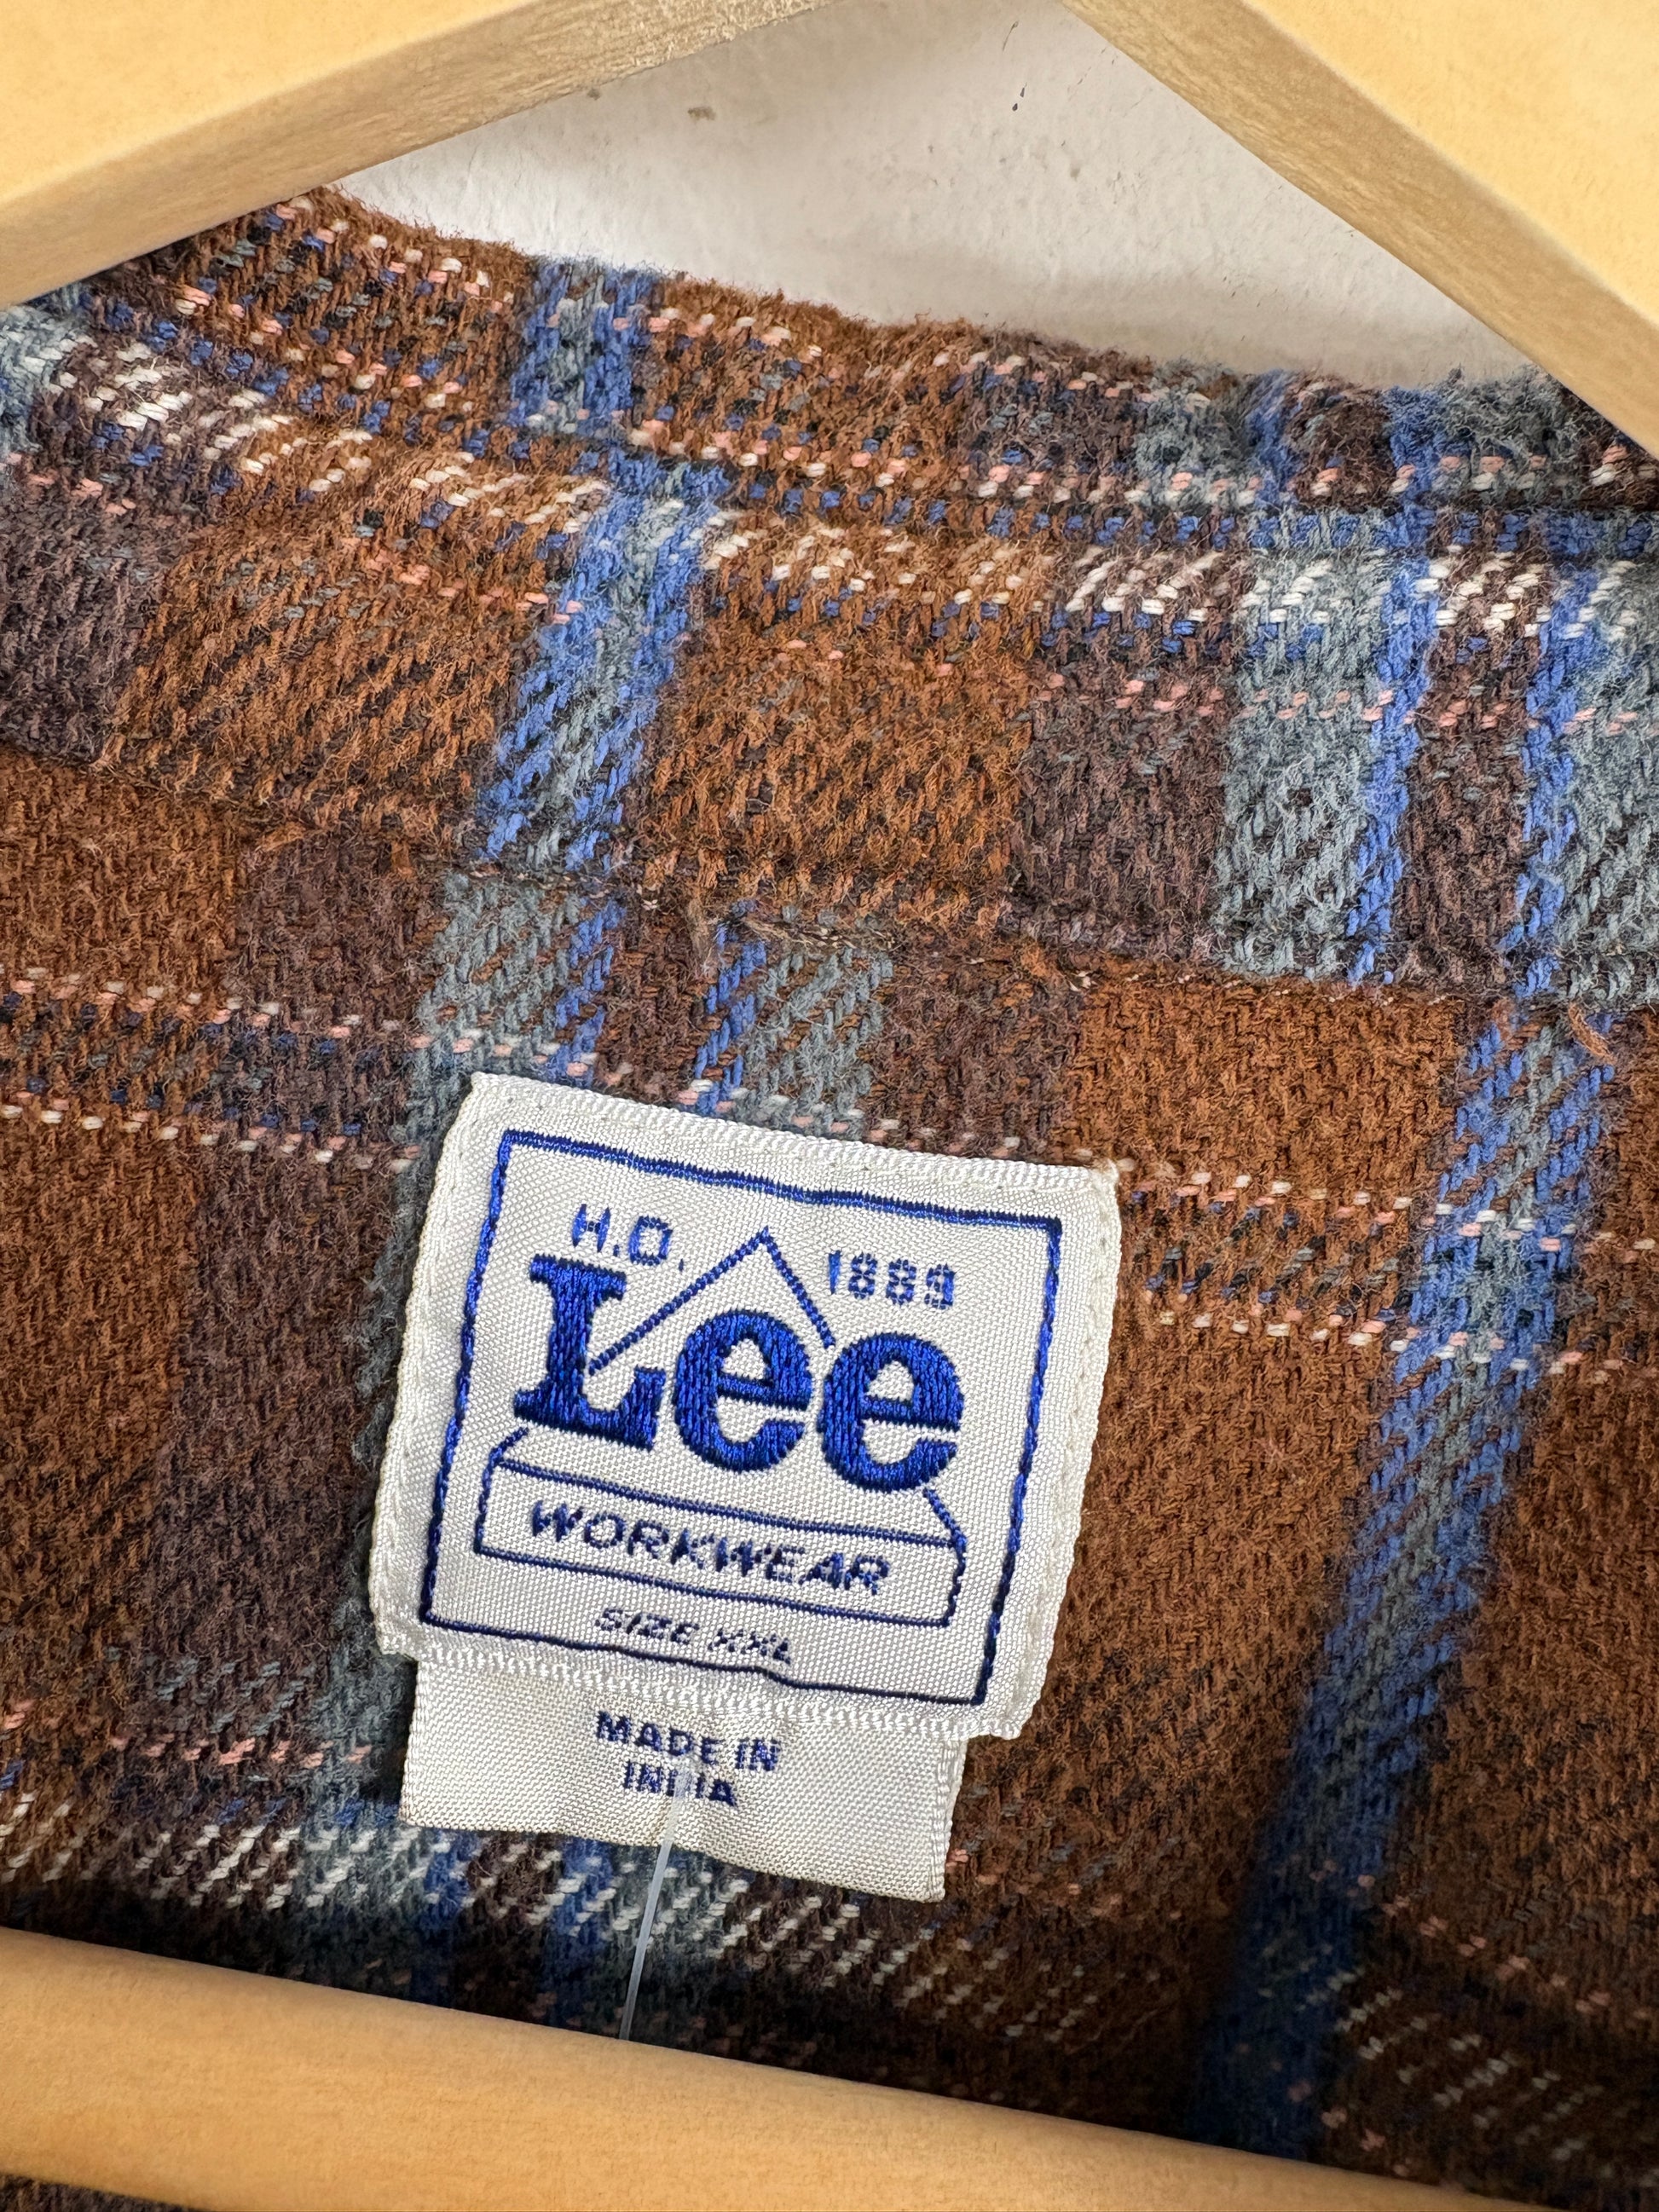 H.D. 1889
Lee
WORKWEAR
SIZE XXL
MADE IN
INDIA